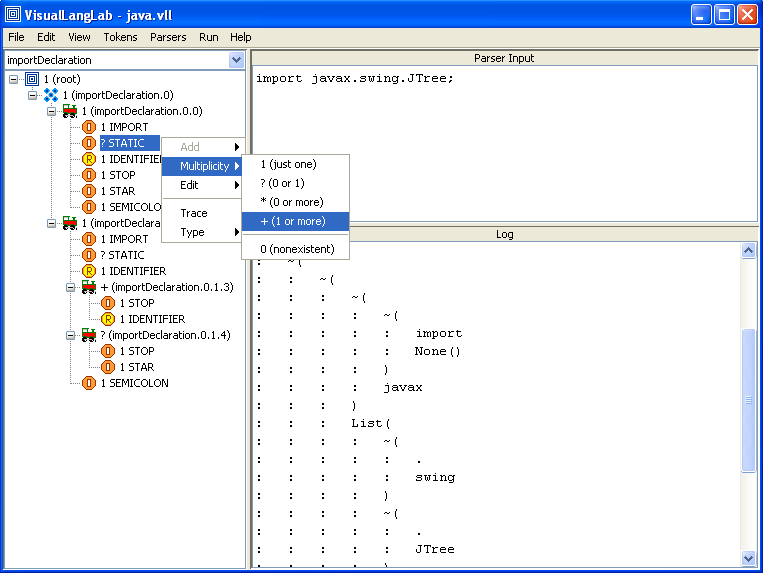 VisualLangLab - java.vll
File Edit View Tokens Parsers Run Help
importDeclaration
1 (root)
1 (importDeclaration.0)
1 (importDeclaration.0.0)
1 IMPORT
? STATIC
R 1 IDENTIFIE
1 STOP
1 STAR
1 SEMICOLO
1 (importDeclara
1 IMPORT
? STATIC
R 1 IDENTIFIER
+ (importDeclaration.0.1.3)
1 STOP
R 1 IDENTIFIER
? (importDeclaration.0.1.4)
1 STOP
1 STAR
1 SEMICOLON
Add
Multiplicity
Edit
Trace
Type
1 (just one)
? (0 or 1)
* (0 or more)
+ (1 or more)
0 (nonexistent)
Parser Input
import javax.swing.JTree;
Log
: ~(
: : ~(
: : : ~(
: : : : ~(
: : : : : import
: : : : : None()
: : : : )
: : : : javax
: : : )
: : : List(
: : : : ~(
: : : : : .
: : : : : swing
: : : : )
: : : : ~(
: : : : : .
: : : : : JTree
: : : : )